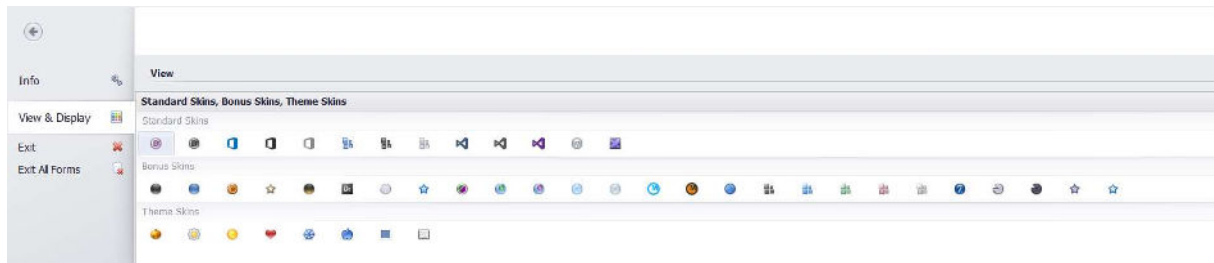 Info
View & Display
Exit
Exit All Forms
View
Standard Skins, Bonus Skins, Theme Skins
Standard Skins
Bonus Skins
Theme Skins